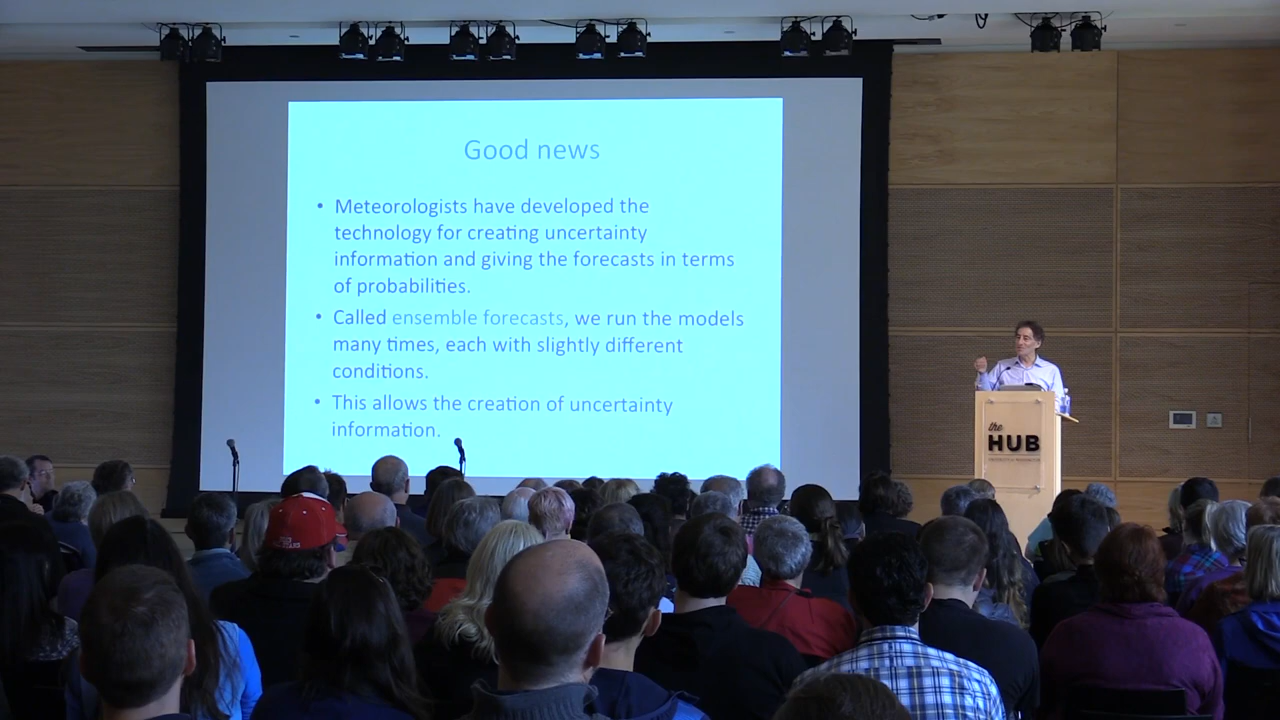 Good news
• Meteorologists have developed the
technology for creating uncertainty
information and giving the forecasts in terms
of probabilities.
• Called ensemble forecasts, we run the models
many times, each with slightly different
conditions.
• This allows the creation of uncertainty
information.
the
HUB